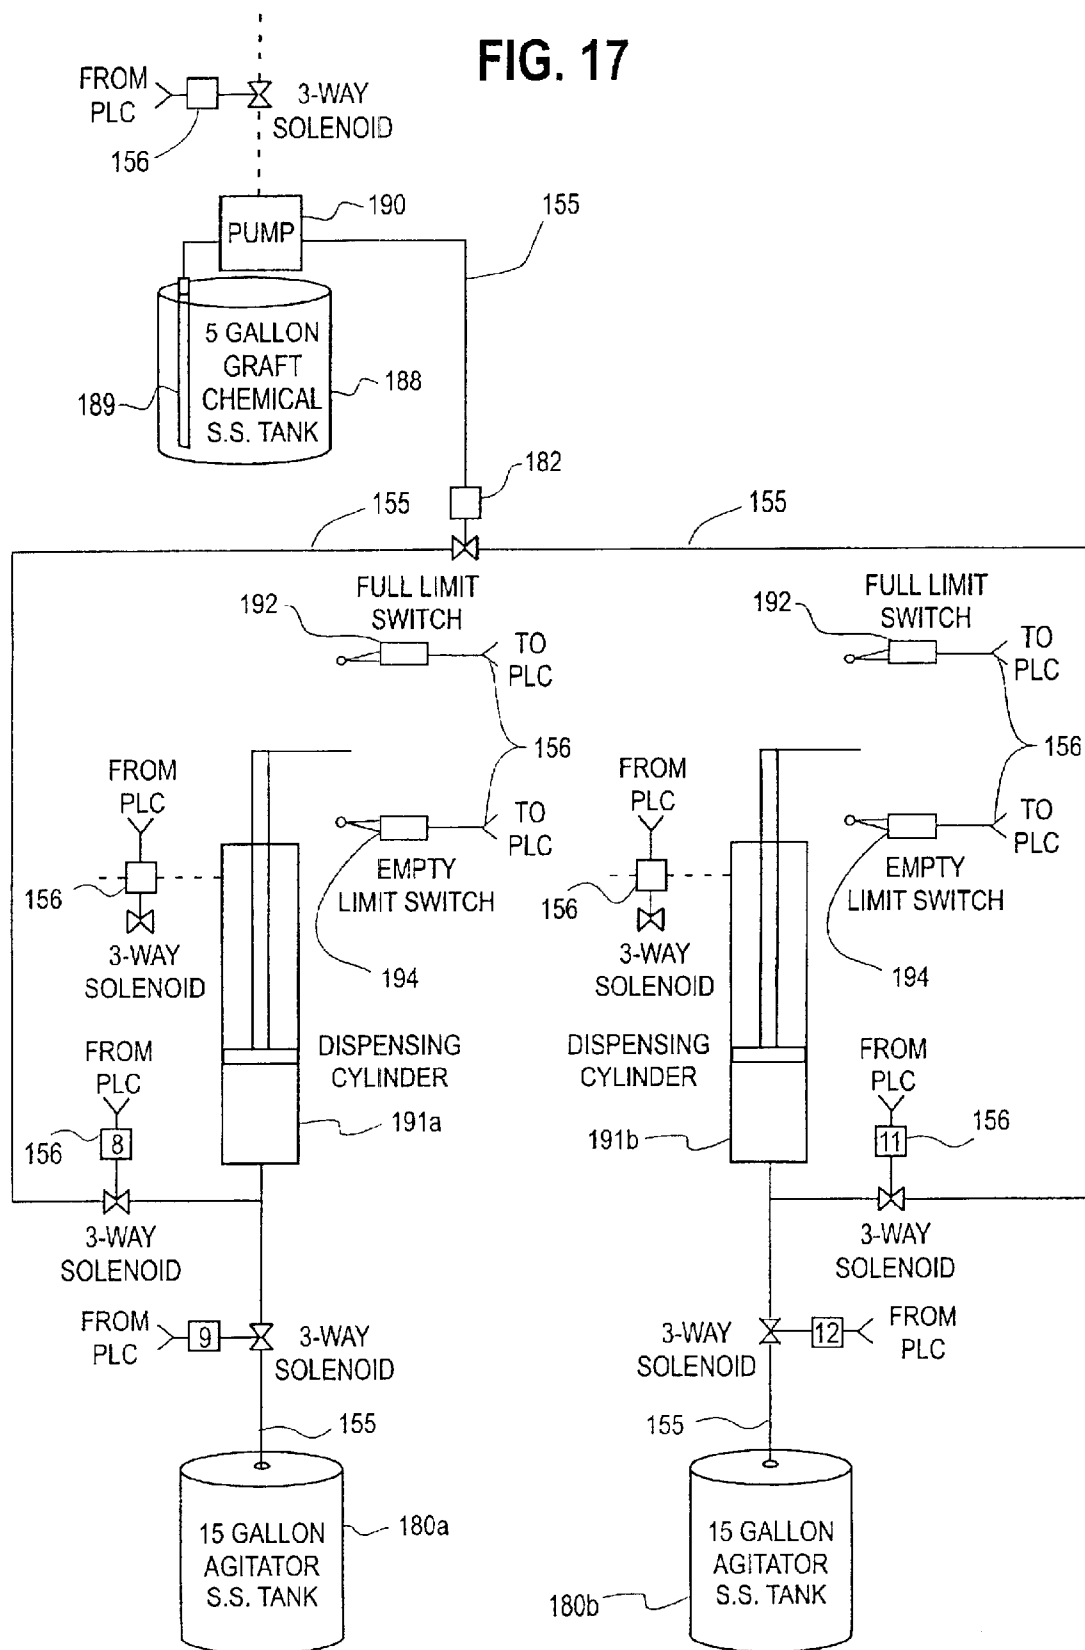 FIG. 17
FROM
PLC
3-WAY
SOLENOID
156
PUMP
190
155
5 GALLON
GRAFT
CHEMICAL
S.S. TANK
188
189
182
155
155
FULL LIMIT
SWITCH
192
TO
PLC
FULL LIMIT
SWITCH
192
TO
PLC
156
156
FROM
PLC
156
3-WAY
SOLENOID
TO
PLC
EMPTY
LIMIT SWITCH
194
FROM
PLC
156
3-WAY
SOLENOID
TO
PLC
EMPTY
LIMIT SWITCH
194
DISPENSING
CYLINDER
191a
DISPENSING
CYLINDER
191b
FROM
PLC
156
8
3-WAY
SOLENOID
FROM
PLC
11
156
3-WAY
SOLENOID
FROM
PLC
9
3-WAY
SOLENOID
3-WAY
SOLENOID
12
FROM
PLC
155
155
15 GALLON
AGITATOR
S.S. TANK
180a
15 GALLON
AGITATOR
S.S. TANK
180b